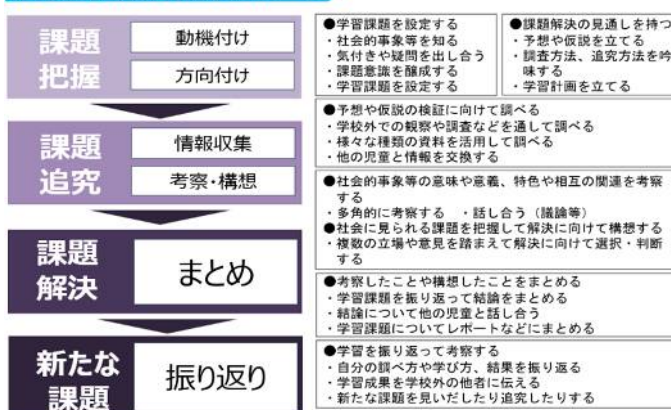 課題
把握
動機付け
方向付け
●学習課題を設定する
・社会的事象等を知る
・気付きや疑問を出し合う
・課題意識を醸成する
・学習課題を設定する
●課題解決の見通しを持つ
・予想や仮説を立てる
・調査方法、追究方法を吟
味する
・学習計画を立てる
課題
追究
情報収集
考察・構想
●予想や仮説の検証に向けて調べる
・学校外での観察や調査などを通して調べる
・様々な種類の資料を活用して調べる
・他の児童と情報を交換する
●社会的事象等の意味や意義、特色や相互の関連を考察
する
・多角的に考察する ・話し合う（議論等）
●社会に見られる課題を把握して解決に向けて構想する
・複数の立場や意見を踏まえて解決に向けて選択・判断
する
課題
解決
まとめ
●考察したことや構想したことをまとめる
・学習課題を振り返って結論をまとめる
・結論について他の児童と話し合う
・学習課題についてレポートなどにまとめる
新たな
課題
振り返り
●学習を振り返って考察する
・自分の調べ方や学び方、結果を振り返る
・学習成果を学校外の他者に伝える
・新たな課題を見いだしたり追究したりする